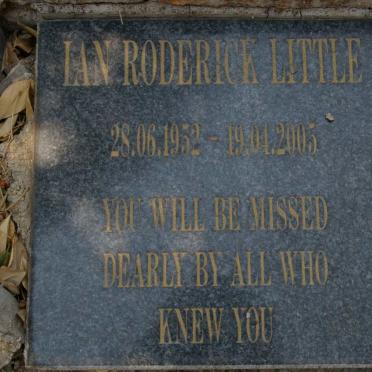 IAN RODERICK LITTLE
28.06.1952 - 19.04.2005
YOU WILL BE MISSED
DEARLY BY ALL WHO
KNEW YOU